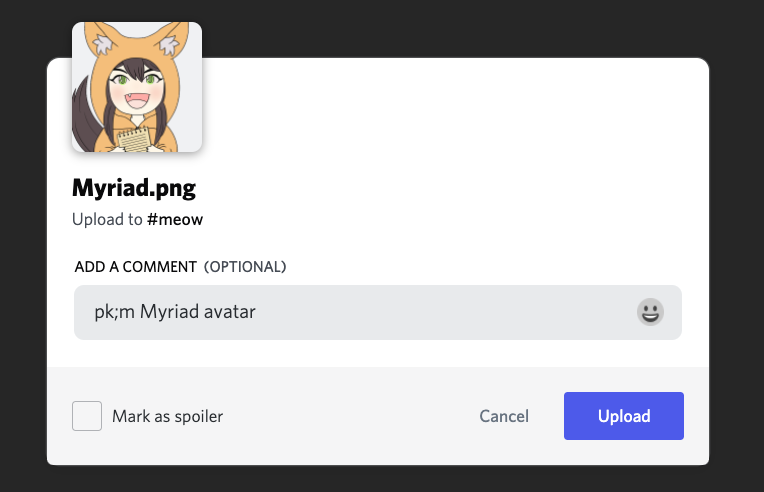 Myriad.png
Upload to #meow
ADD A COMMENT (OPTIONAL)
pk;m Myriad avatar
Mark as spoiler
Cancel
Upload